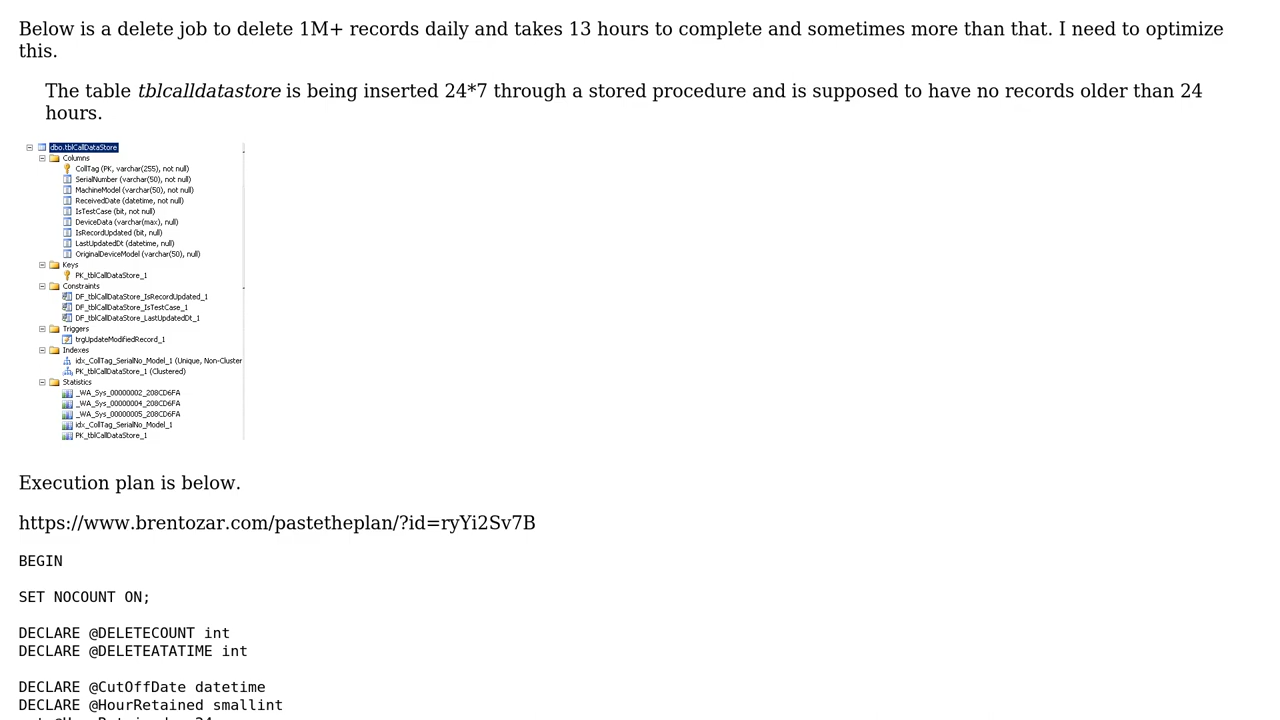 Below is a delete job to delete 1M+ records daily and takes 13 hours to complete and sometimes more than that. I need to optimize
this.
The table tblcalldatastore is being inserted 24*7 through a stored procedure and is supposed to have no records older than 24
hours.
dbo.tblCallDataStore
Columns
CollTag (PK, varchar(255), not null)
SerialNumber (varchar(50), not null)
MachineModel (varchar(50), not null)
ReceivedDate (datetime, not null)
IsTestCase (bit, not null)
DeviceData (varchar(max), null)
IsRecordUpdated (bit, null)
LastUpdatedDt (datetime, null)
OriginalDeviceModel (varchar(50), null)
Keys
PK_tblCallDataStore_1
Constraints
DF_tblCallDataStore_IsRecordUpdated_1
DF_tblCallDataStore_IsTestCase_1
DF_tblCallDataStore_LastUpdatedDt_1
Triggers
trgUpdateModifiedRecord_1
Indexes
idx_CollTag_SerialNo_Model_1 (Unique, Non-Cluster
PK_tblCallDataStore_1 (Clustered)
Statistics
_WA_Sys_00000002_208CD6FA
_WA_Sys_00000004_208CD6FA
_WA_Sys_00000005_208CD6FA
idx_CollTag_SerialNo_Model_1
PK_tblCallDataStore_1
Execution plan is below.
https://www.brentozar.com/pastetheplan/?id=ryYi2Sv7B
BEGIN
SET NOCOUNT ON;
DECLARE @DELETECOUNT int
DECLARE @DELETEATATIME int
DECLARE @CutOffDate datetime
DECLARE @HourRetained smallint